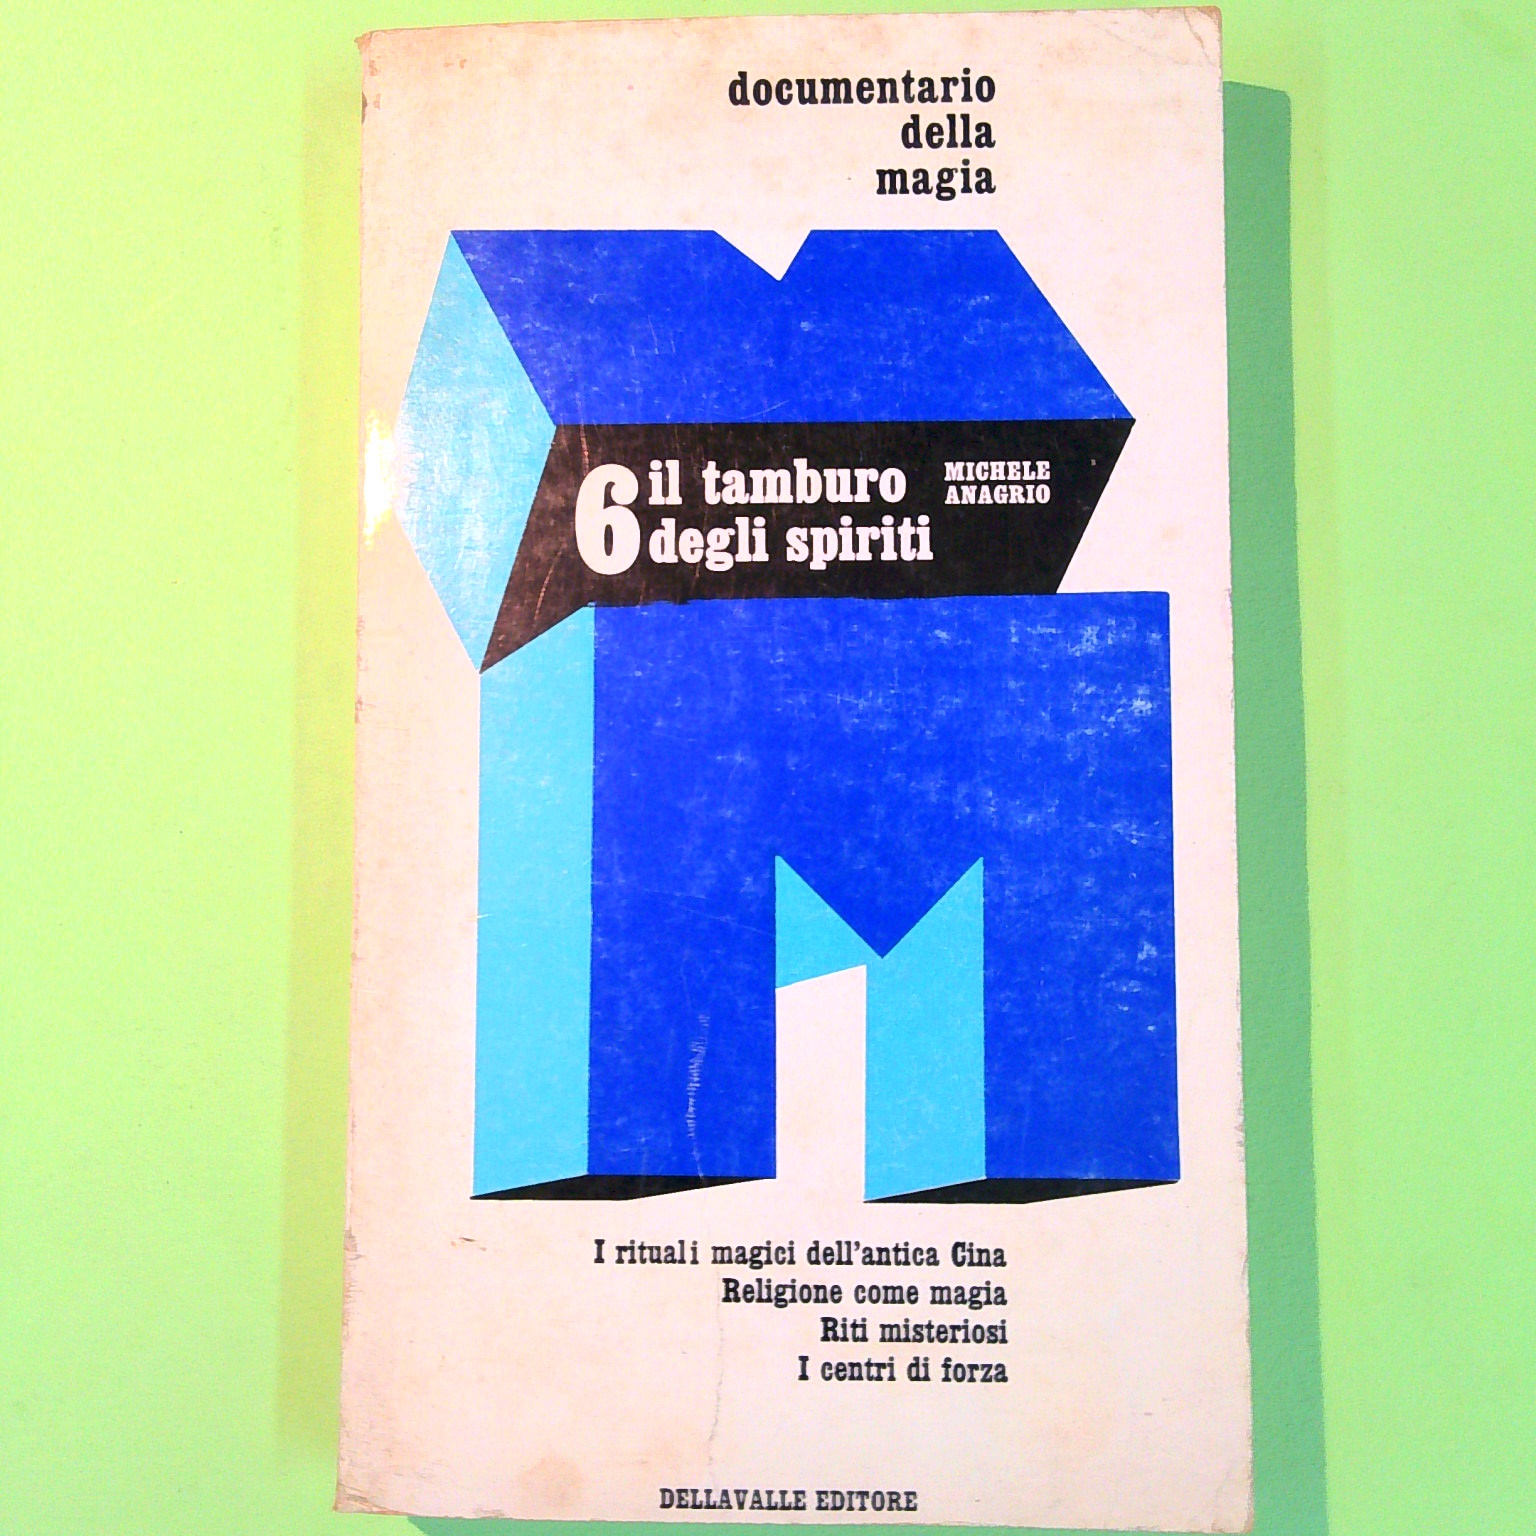 documentario
della
magia
6 il tamburo
degli spiriti
MICHELE
ANAGRIO
I rituali magici dell'antica Cina
Religione come magia
Riti misteriosi
I centri di forza
DELLAVALLE EDITORE